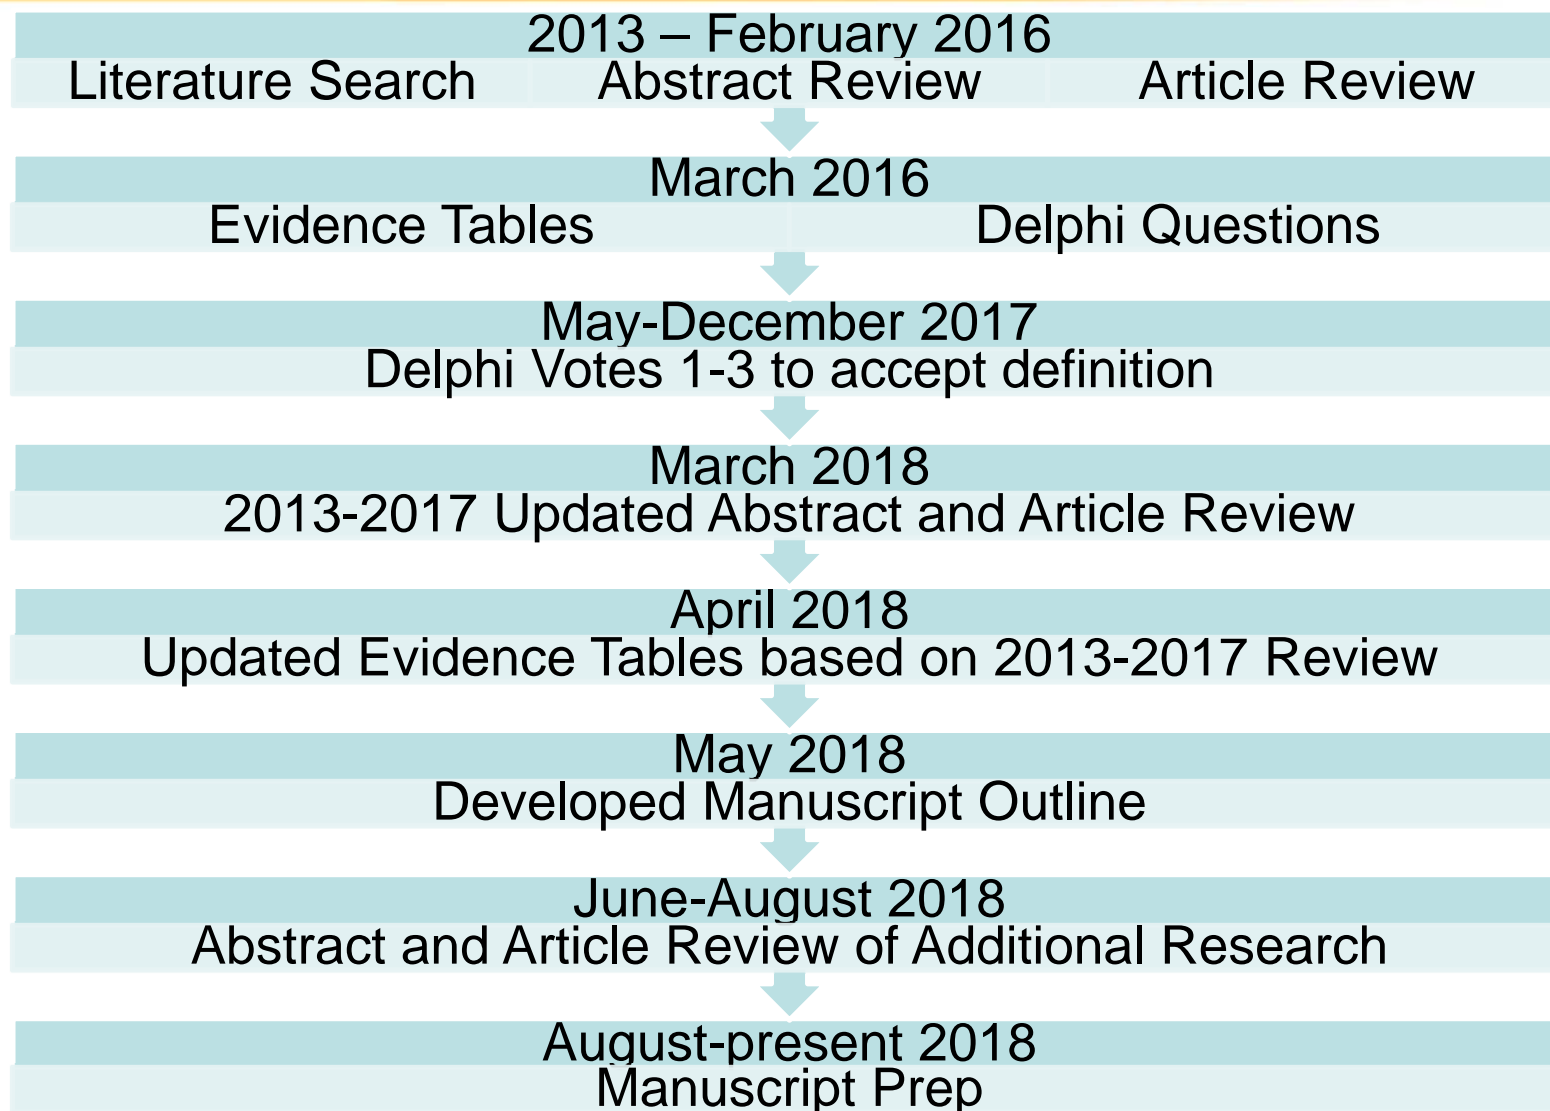 2013 – February 2016
Literature Search Abstract Review Article Review
March 2016
Evidence Tables Delphi Questions
May-December 2017
Delphi Votes 1-3 to accept definition
March 2018
2013-2017 Updated Abstract and Article Review
April 2018
Updated Evidence Tables based on 2013-2017 Review
May 2018
Developed Manuscript Outline
June-August 2018
Abstract and Article Review of Additional Research
August-present 2018
Manuscript Prep